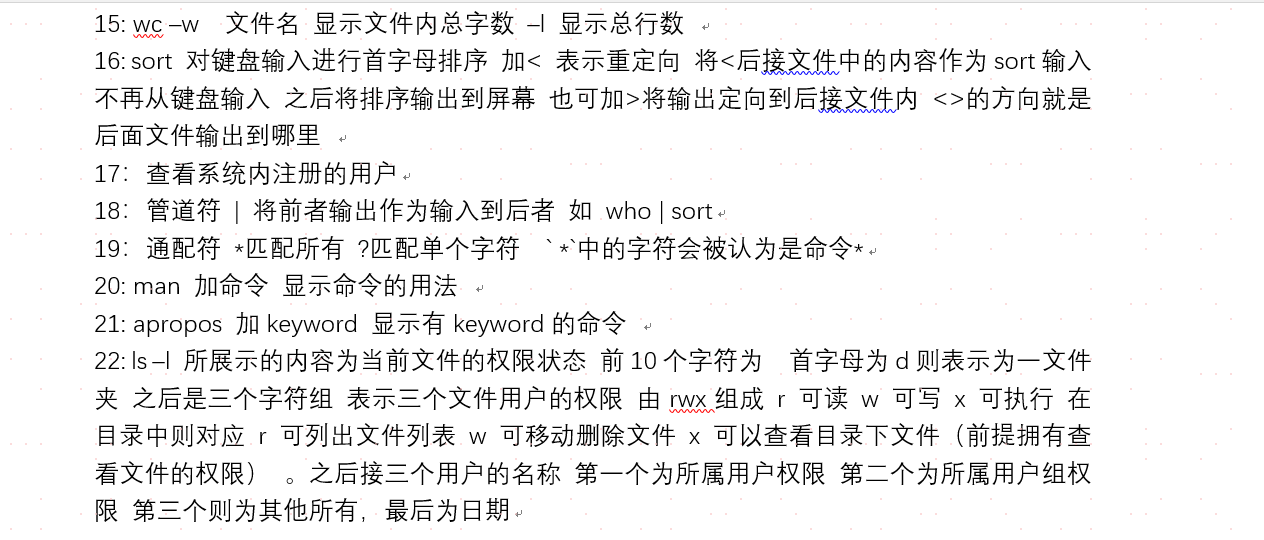 15: wc –w 文件名 显示文件内总字数 –l 显示总行数
16: sort 对键盘输入进行首字母排序 加< 表示重定向 将<后接文件中的内容作为 sort 输入
不再从键盘输入 之后将排序输出到屏幕 也可加>将输出定向到后接文件内 <>的方向就是
后面文件输出到哪里
17：查看系统内注册的用户
18：管道符 | 将前者输出作为输入到后者 如 who | sort
19：通配符 *匹配所有 ?匹配单个字符 `*`中的字符会被认为是命令*
20: man 加命令 显示命令的用法
21: apropos 加 keyword 显示有 keyword 的命令
22: ls –l 所展示的内容为当前文件的权限状态 前 10 个字符为 首字母为 d 则表示为一文件
夹 之后是三个字符组 表示三个文件用户的权限 由 rwx 组成 r 可读 w 可写 x 可执行 在
目录中则对应 r 可列出文件列表 w 可移动删除文件 x 可以查看目录下文件（前提拥有查
看文件的权限） 。之后接三个用户的名称 第一个为所属用户权限 第二个为所属用户组权
限 第三个则为其他所有，最后为日期